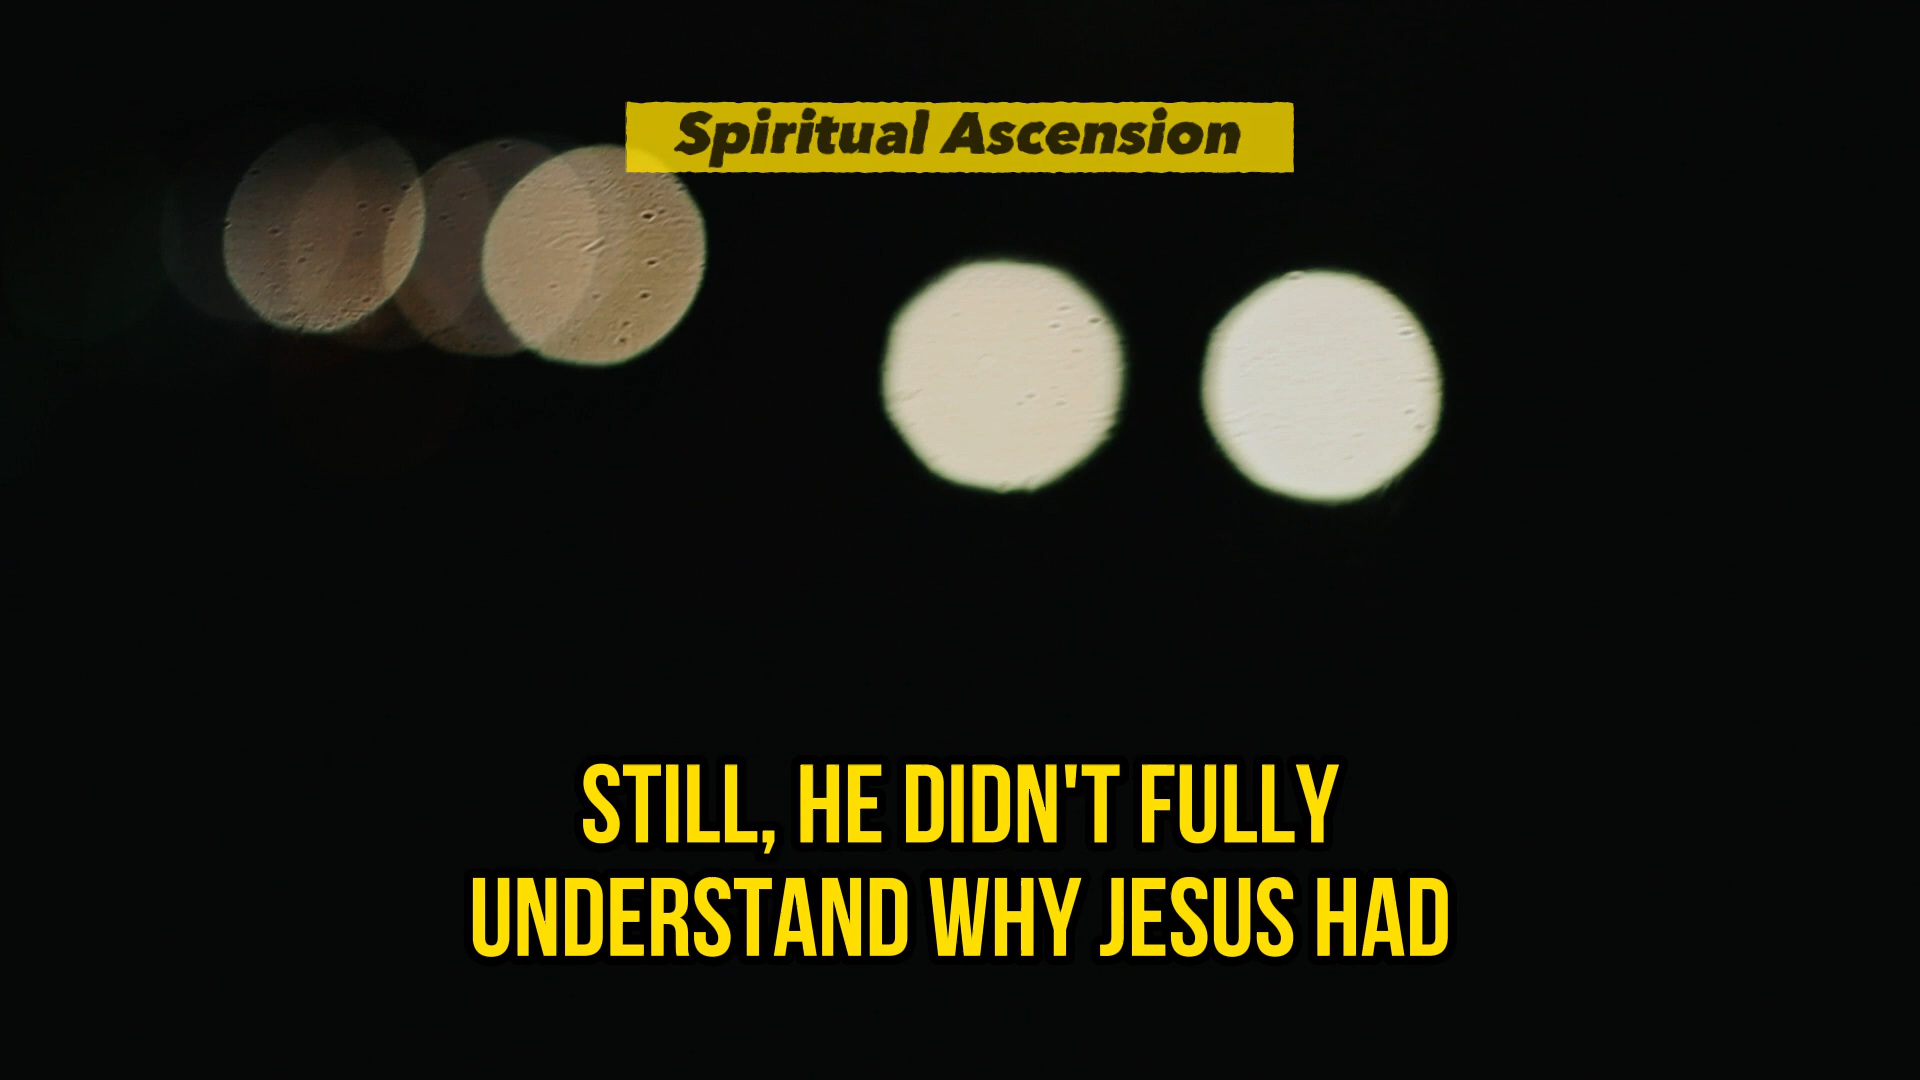 Spiritual Ascension
STILL, HE DIDN'T FULLY
UNDERSTAND WHY JESUS HAD